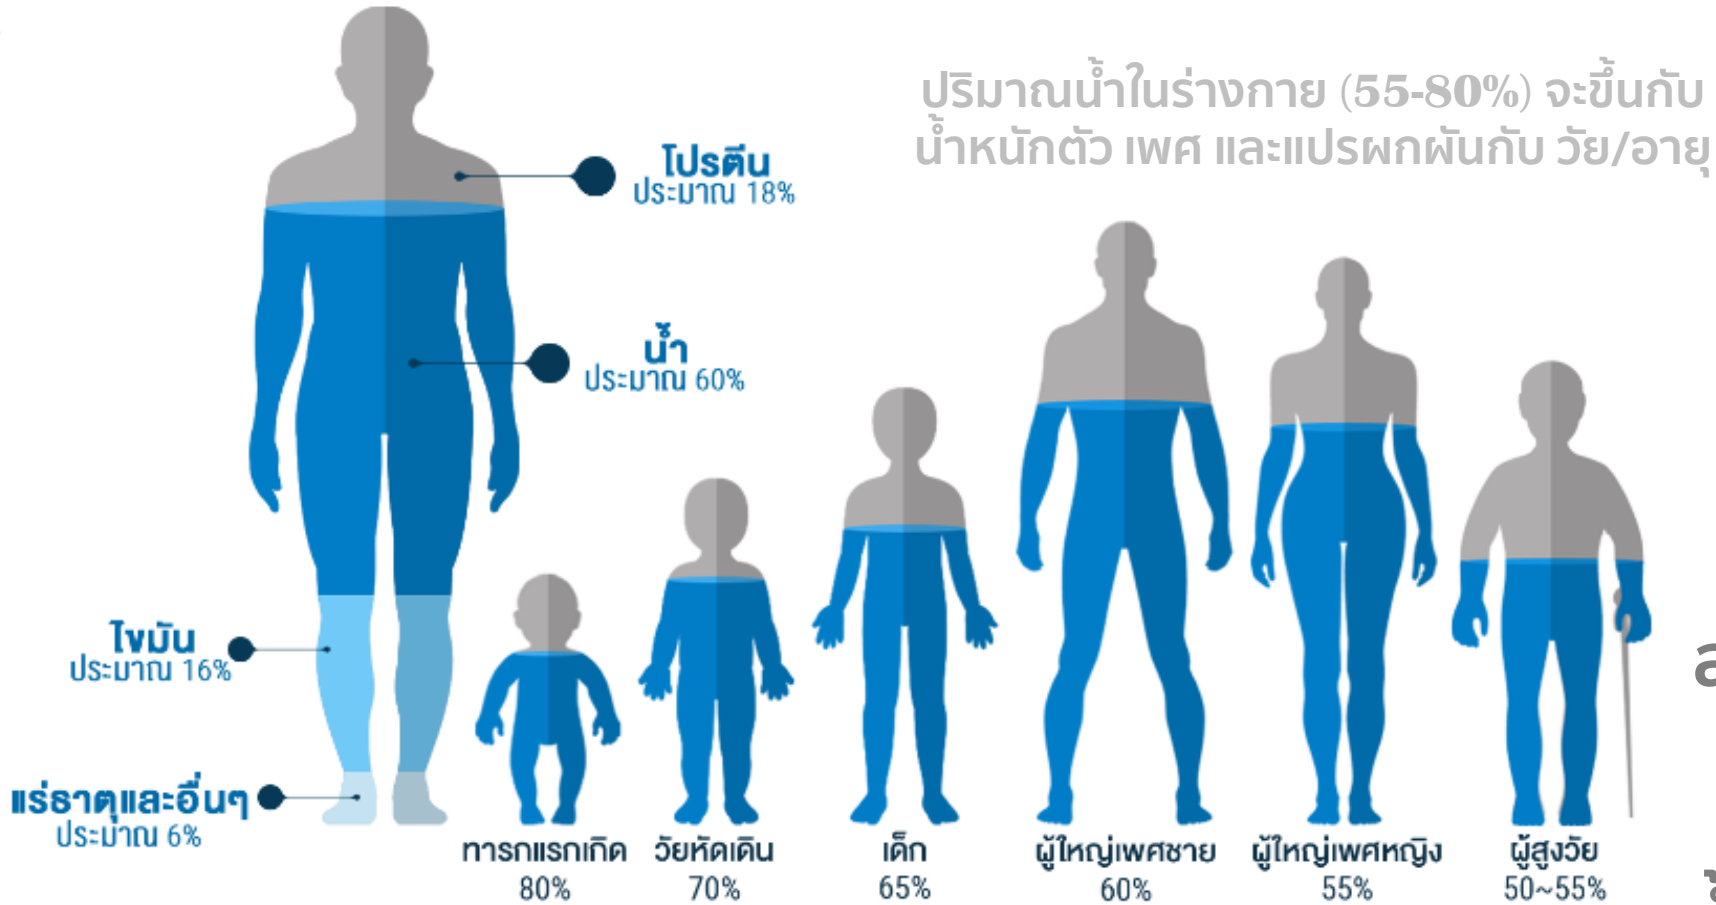 ปริมาณน้ำในร่างกาย (55-80%) จะขึ้นกับ
น้ำหนักตัว เพศ และแปรผกผันกับ วัย/อายุ
โปรตีน
ประมาณ 18%
น้ำ
ประมาณ 60%
ไขมัน
ประมาณ 16%
แร่ธาตุและอื่นๆ
ประมาณ 6%
ทารกแรกเกิด
80%
วัยหัดเดิน
70%
เด็ก
65%
ผู้ใหญ่เพศชาย
60%
ผู้ใหญ่เพศหญิง
55%
ผู้สูงวัย
50~55%